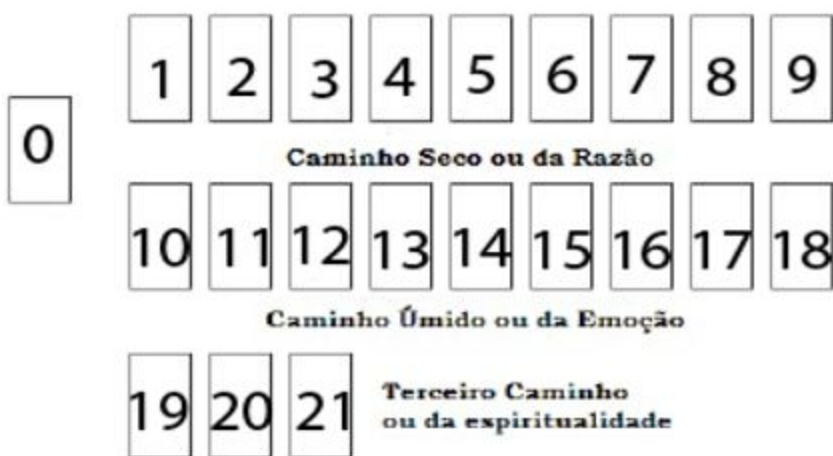 0
1 2 3 4 5 6 7 8 9
Caminho Seco ou da Razão
10 11 12 13 14 15 16 17 18
Caminho Úmido ou da Emoção
19 20 21
Terceiro Caminho
ou da espiritualidade